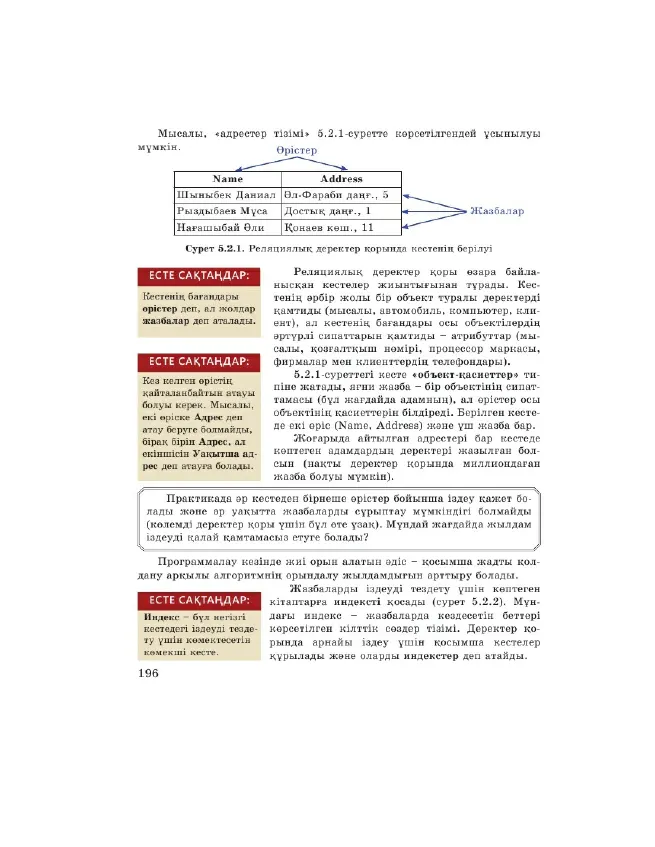 Мысалы, «адрестер тізімі» 5.2.1-суретте көрсетілгендей ұсынылуы
мүмкін.
Өрістер
Name Address
Шыныбек Даниал Әл-Фараби даңғ., 5
Рыздыбаев Мұса Достық даңғ., 1
Нағашыбай Әли Қонаев көш., 11
Жазбалар
Сурет 5.2.1. Реляциялық деректер қорында кестенің берілуі
ЕСТЕ САҚТАҢДАР:
Кестенің бағандары
өрістер деп, ал жолдар
жазбалар деп аталады.
ЕСТЕ САҚТАҢДАР:
Кез келген өрістің
қайталанбайтын атауы
болуы керек. Мысалы,
екі өріске Адрес деп
атау беруге болмайды,
бірақ бірін Адрес, ал
екіншісін Уақытша ад-
рес деп атауға болады.
Реляциялық деректер қоры өзара байла-
нысқан кестелер жиынтығынан тұрады. Кес-
тенің әрбір жолы бір объект туралы деректерді
қамтиды (мысалы, автомобиль, компьютер, кли-
ент), ал кестенің бағандары осы объектілердің
әртүрлі сипаттарын қамтиды – атрибуттар (мы-
салы, қозғалтқыш нөмірі, процессор маркасы,
фирмалар мен клиенттердің телефондары).
5.2.1-суреттегі кесте «объект-қасиеттер» ти-
піне жатады, яғни жазба – бір объектінің сипат-
тамасы (бұл жағдайда адамның), ал өрістер осы
объектінің қасиеттерін білдіреді. Берілген кесте-
де екі өріс (Name, Address) және үш жазба бар.
Жоғарыда айтылған адрестері бар кестеде
көптеген адамдардың деректері жазылған бол-
сын (нақты деректер қорында миллиондаған
жазба болуы мүмкін).
Практикада әр кестеден бірнеше өрістер бойынша іздеу қажет бо-
лады және әр уақытта жазбаларды сұрыптау мүмкіндігі болмайды
(көлемді деректер қоры үшін бұл өте ұзақ). Мұндай жағдайда жылдам
іздеуді қалай қамтамасыз етуге болады?
Программалау кезінде жиі орын алатын әдіс – қосымша жадты қол-
дану арқылы алгоритмнің орындалу жылдамдығын арттыру болады.
ЕСТЕ САҚТАҢДАР:
Индекс – бұл негізгі
кестедегі іздеуді тезде-
ту үшін көмектесетін
көмекші кесте.
Жазбаларды іздеуді тездету үшін көптеген
кітаптарға индексті қосады (сурет 5.2.2). Мұн-
дағы индекс – жазбаларда кездесетін беттері
көрсетілген кілттік сөздер тізімі. Деректер қо-
рында арнайы іздеу үшін қосымша кестелер
құрылады және оларды индекстер деп атайды.
196